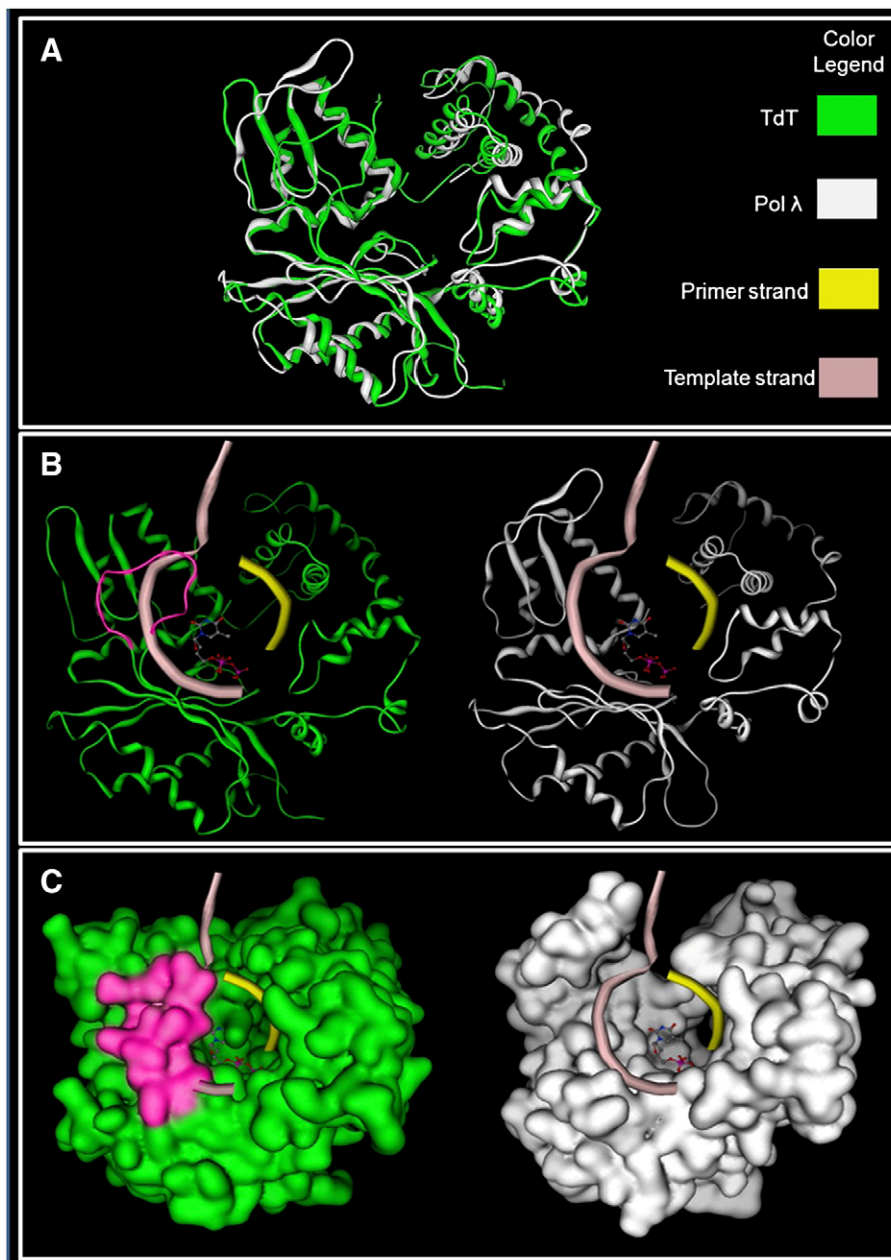 A
Color
Legend
TdT
Pol λ
Primer strand
Template strand
B
C